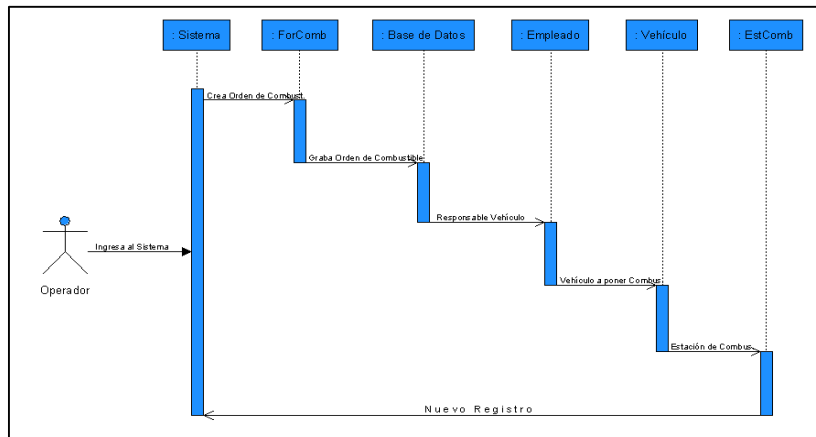 : Sistema
: ForComb
: Base de Datos
: Empleado
: Vehículo
: EstComb
Crea Orden de Combust.
Graba Orden de Combustible
Responsable Vehículo
Ingresa al Sistema
Operador
Vehículo a poner Combus.
Estación de Combus.
Nuevo Registro